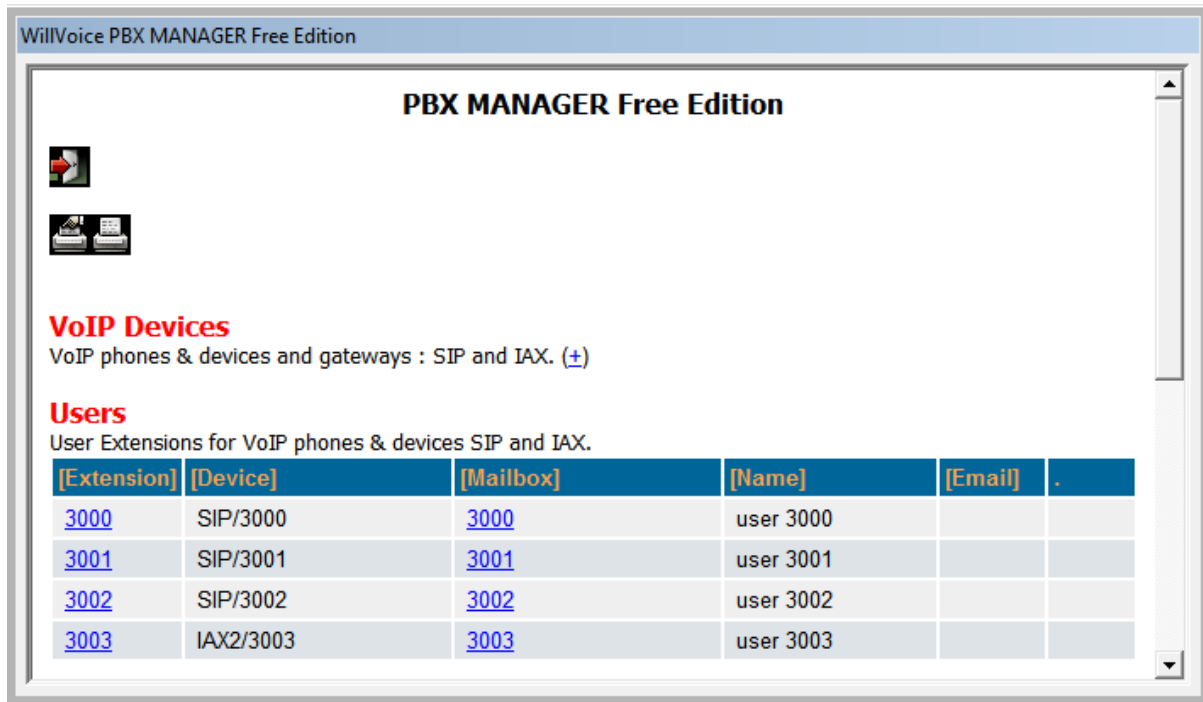 WillVoice PBX MANAGER Free Edition
PBX MANAGER Free Edition
VoIP Devices
VoIP phones & devices and gateways : SIP and IAX. (+)
Users
User Extensions for VoIP phones & devices SIP and IAX.
[Extension] [Device] [Mailbox] [Name] [Email] .
3000 SIP/3000 3000 user 3000
3001 SIP/3001 3001 user 3001
3002 SIP/3002 3002 user 3002
3003 IAX2/3003 3003 user 3003